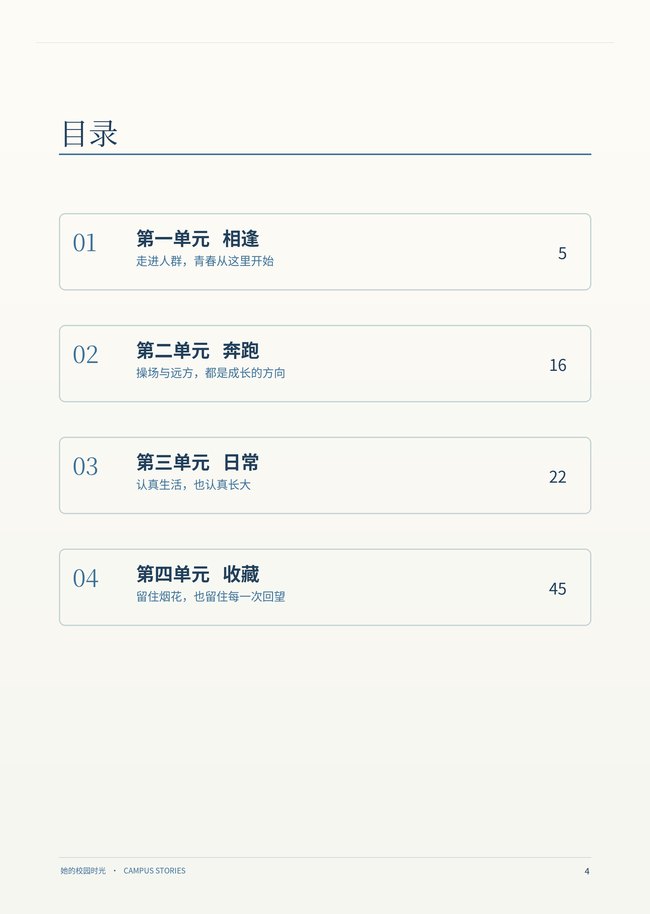 目录
01
第一单元 相逢
走进人群，青春从这里开始
5
02
第二单元 奔跑
操场与远方，都是成长的方向
16
03
第三单元 日常
认真生活，也认真长大
22
04
第四单元 收藏
留住烟花，也留住每一次回望
45
她的校园时光 · CAMPUS STORIES
4